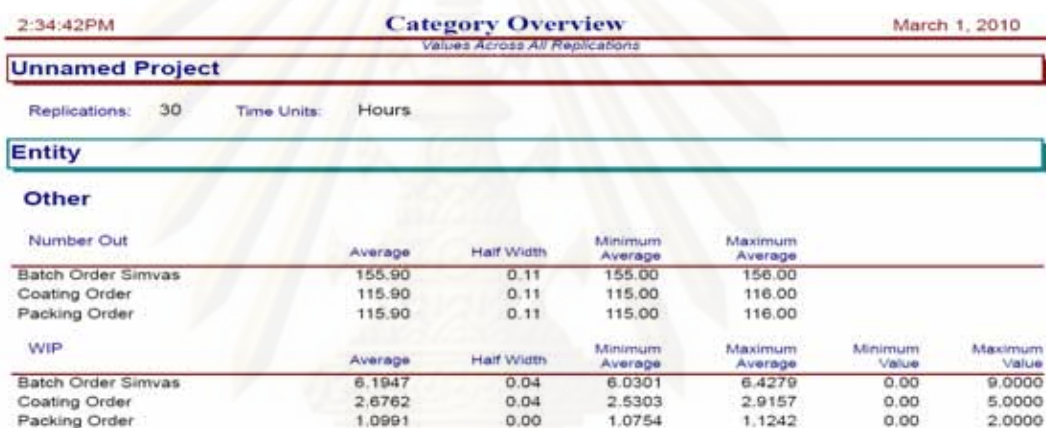 2:34:42PM Category Overview March 1, 2010
Values Across All Replications
Unnamed Project
Replications: 30 Time Units: Hours
Entity
Other
Number Out Average Half Width Minimum Average Maximum Average
Batch Order Simvas 155.90 0.11 155.00 156.00
Coating Order 115.90 0.11 115.00 116.00
Packing Order 115.90 0.11 115.00 116.00
WIP Average Half Width Minimum Average Maximum Average Minimum Value Maximum Value
Batch Order Simvas 6.1947 0.04 6.0301 6.4279 0.00 9.0000
Coating Order 2.6762 0.04 2.5303 2.9157 0.00 5.0000
Packing Order 1.0991 0.00 1.0754 1.1242 0.00 2.0000